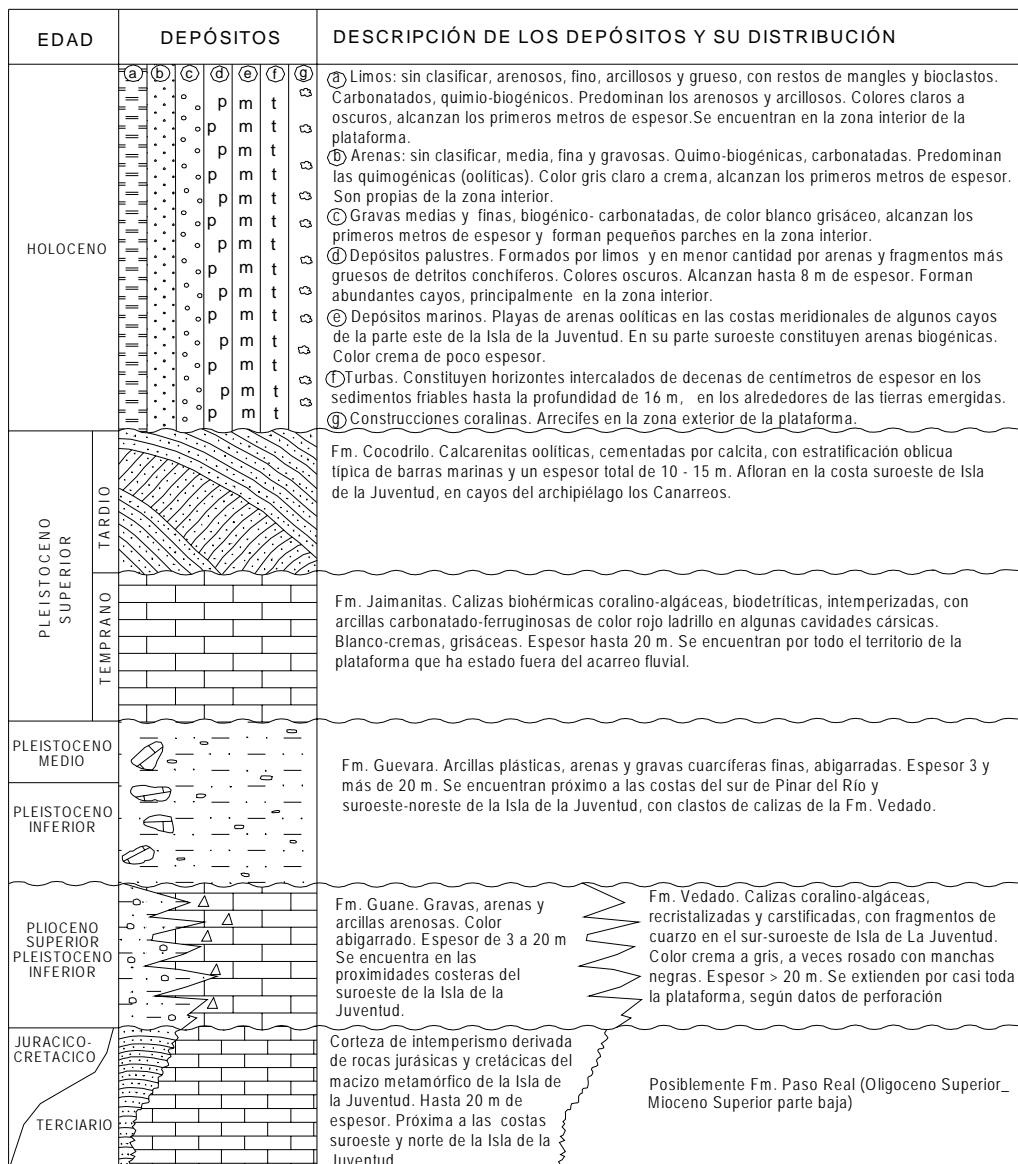 EDAD
DEPÓSITOS
DESCRIPCIÓN DE LOS DEPÓSITOS Y SU DISTRIBUCIÓN
a b c d e f g
HOLOCENO
p m t
p m t
p m t
p m t
p m t
p m t
p m t
p m t
p m t
p m t
p m t
p m t
p m t
p m t
a Limos: sin clasificar, arenosos, fino, arcillosos y grueso, con restos de mangles y bioclastos.
Carbonatados, quimio-biogénicos. Predominan los arenosos y arcillosos. Colores claros a
oscuros, alcanzan los primeros metros de espesor.Se encuentran en la zona interior de la
plataforma.
b Arenas: sin clasificar, media, fina y gravosas. Quimo-biogénicas, carbonatadas. Predominan
las quimogénicas (oolíticas). Color gris claro a crema, alcanzan los primeros metros de espesor.
Son propias de la zona interior.
c Gravas medias y finas, biogénico- carbonatadas, de color blanco grisáceo, alcanzan los
primeros metros de espesor y forman pequeños parches en la zona interior.
d Depósitos palustres. Formados por limos y en menor cantidad por arenas y fragmentos más
gruesos de detritos conchíferos. Colores oscuros. Alcanzan hasta 8 m de espesor. Forman
abundantes cayos, principalmente en la zona interior.
e Depósitos marinos. Playas de arenas oolíticas en las costas meridionales de algunos cayos
de la parte este de la Isla de la Juventud. En su parte suroeste constituyen arenas biogénicas.
Color crema de poco espesor.
f Turbas. Constituyen horizontes intercalados de decenas de centímetros de espesor en los
sedimentos friables hasta la profundidad de 16 m, en los alrededores de las tierras emergidas.
g Construcciones coralinas. Arrecifes en la zona exterior de la plataforma.
PLEISTOCENO
SUPERIOR
TARDIO
Fm. Cocodrilo. Calcarenitas oolíticas, cementadas por calcita, con estratificación oblicua
típica de barras marinas y un espesor total de 10 - 15 m. Afloran en la costa suroeste de Isla
de la Juventud, en cayos del archipiélago los Canarreos.
TEMPRANO
Fm. Jaimanitas. Calizas biohérmicas coralino-algáceas, biodetríticas, intemperizadas, con
arcillas carbonatado-ferruginosas de color rojo ladrillo en algunas cavidades cársicas.
Blanco-cremas, grisáceas. Espesor hasta 20 m. Se encuentran por todo el territorio de la
plataforma que ha estado fuera del acarreo fluvial.
PLEISTOCENO
MEDIO
PLEISTOCENO
INFERIOR
Fm. Guevara. Arcillas plásticas, arenas y gravas cuarcíferas finas, abigarradas. Espesor 3 y
más de 20 m. Se encuentran próximo a las costas del sur de Pinar del Río y
suroeste-noreste de la Isla de la Juventud, con clastos de calizas de la Fm. Vedado.
PLIOCENO
SUPERIOR
PLEISTOCENO
INFERIOR
Fm. Guane. Gravas, arenas y
arcillas arenosas. Color
abigarrado. Espesor de 3 a 20 m
Se encuentra en las
proximidades costeras del
suroeste de la Isla de la
Juventud.
Fm. Vedado. Calizas coralino-algáceas,
recristalizadas y carstificadas, con fragmentos de
cuarzo en el sur-suroeste de Isla de La Juventud.
Color crema a gris, a veces rosado con manchas
negras. Espesor > 20 m. Se extienden por casi toda
la plataforma, según datos de perforación
JURACICO-
CRETACICO
TERCIARIO
Corteza de intemperismo derivada
de rocas jurásicas y cretácicas del
macizo metamórfico de la Isla de
la Juventud. Hasta 20 m de
espesor. Próxima a las costas
suroeste y norte de la Isla de la
Juventud
Posiblemente Fm. Paso Real (Oligoceno Superior_
Mioceno Superior parte baja)